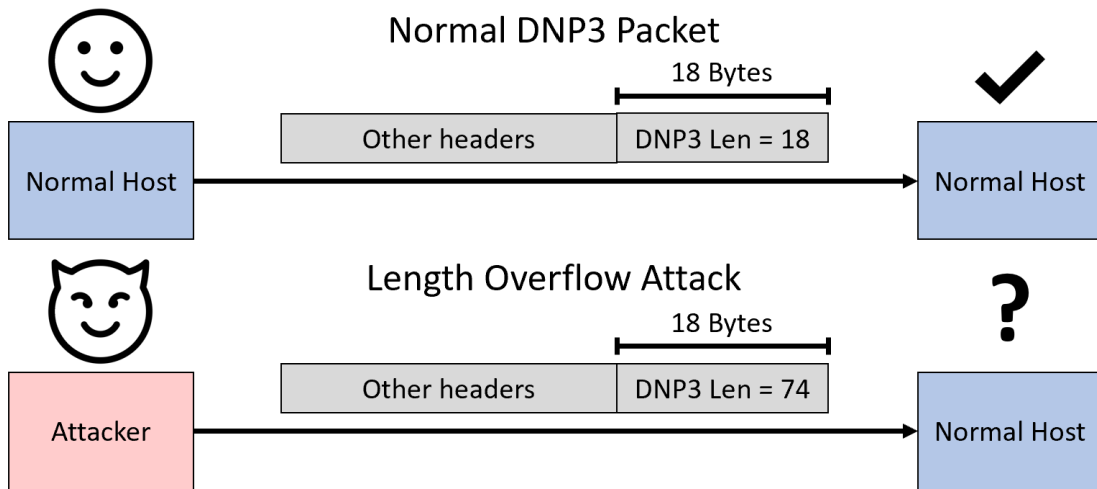 Normal DNP3 Packet
18 Bytes
Other headers
DNP3 Len = 18
Normal Host
Normal Host
Length Overflow Attack
?
18 Bytes
Other headers
DNP3 Len = 74
Attacker
Normal Host